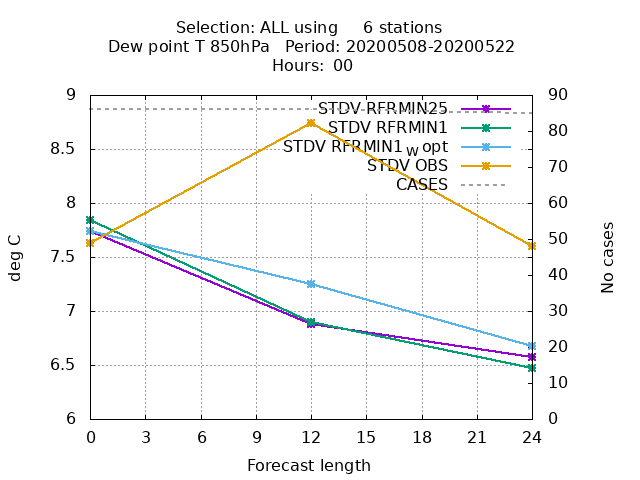 Selection: ALL using     6 stations
Dew point T 850hPa   Period: 20200508-20200522
Hours:  00
9
8.5
8
7.5
7
6.5
6
90
80
70
60
50
40
30
20
10
0
deg C
No cases
STDV RFRMIN25
STDV RFRMIN1
STDV RFRMIN1 w opt
STDV OBS
CASES
0 3 6 9 12 15 18 21 24
Forecast length